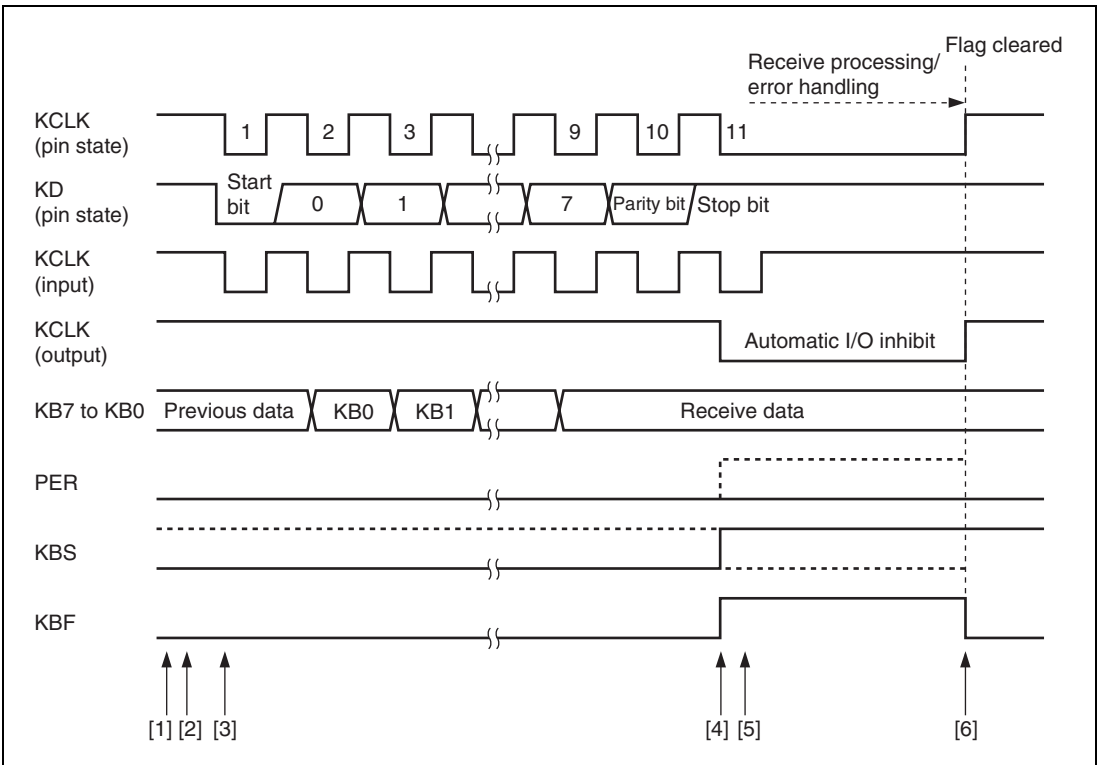 Flag cleared
Receive processing/
error handling
KCLK
(pin state)
1 2 3 9 10 11
KD
(pin state)
Start
bit
0 1 7 Parity bit Stop bit
KCLK
(input)
KCLK
(output)
Automatic I/O inhibit
KB7 to KB0 Previous data KB0 KB1 Receive data
PER
KBS
KBF
[1] [2] [3] [4] [5] [6]